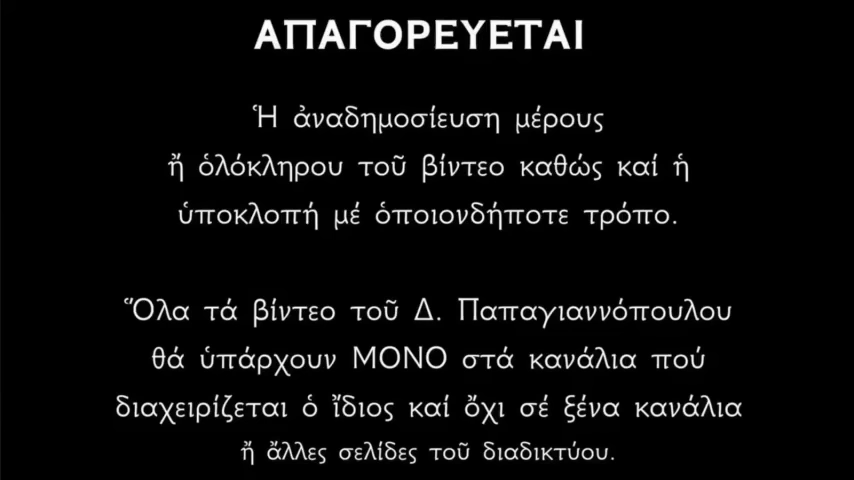 ΑΠΑΓΟΡΕΥΕΤΑΙ
Ἡ ἀναδημοσίευση μέρους
ἤ ὁλόκληρου τοῦ βίντεο καθώς καί ἡ
ὑποκλοπή μέ ὁποιονδήποτε τρόπο.
Ὅλα τά βίντεο τοῦ Δ. Παπαγιαννόπουλου
θά ὑπάρχουν ΜΟΝΟ στά κανάλια πού
διαχειρίζεται ὁ ἴδιος καί ὄχι σέ ξένα κανάλια
ἤ ἄλλες σελίδες τοῦ διαδικτύου.